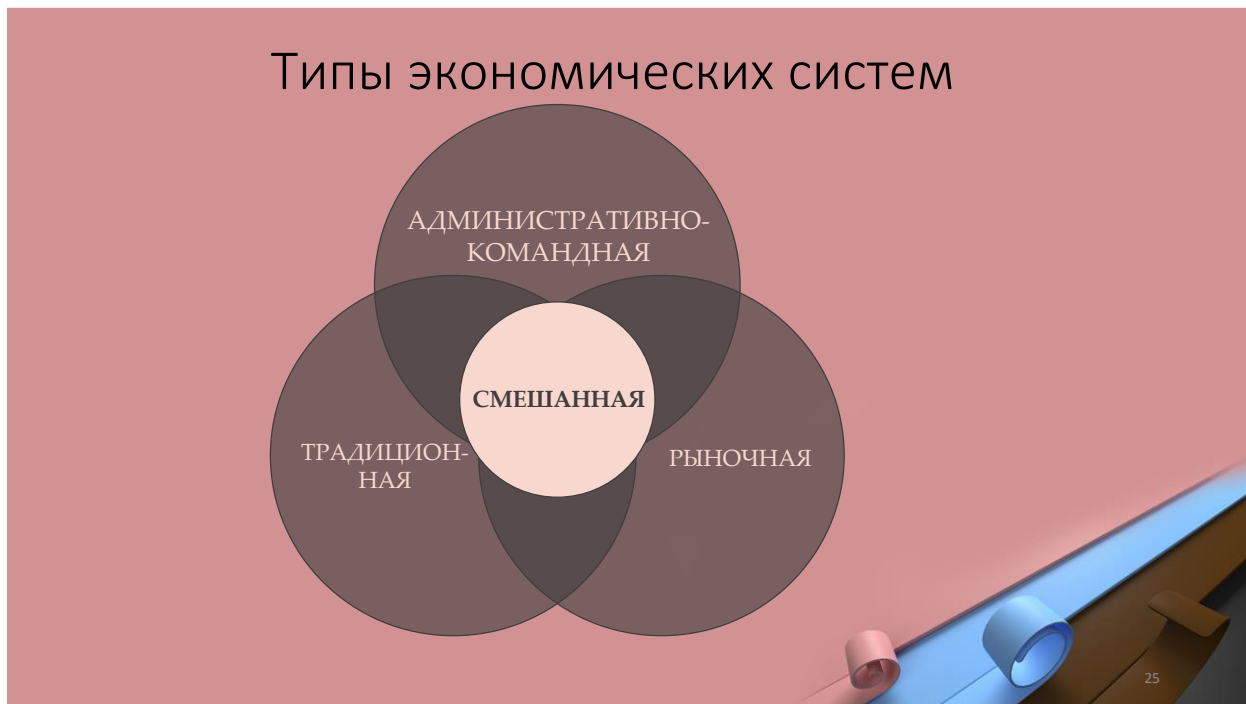 Типы экономических систем
АДМИНИСТРАТИВНО-
КОМАНДНАЯ
СМЕШАННАЯ
ТРАДИЦИОН-
НАЯ
РЫНОЧНАЯ
25